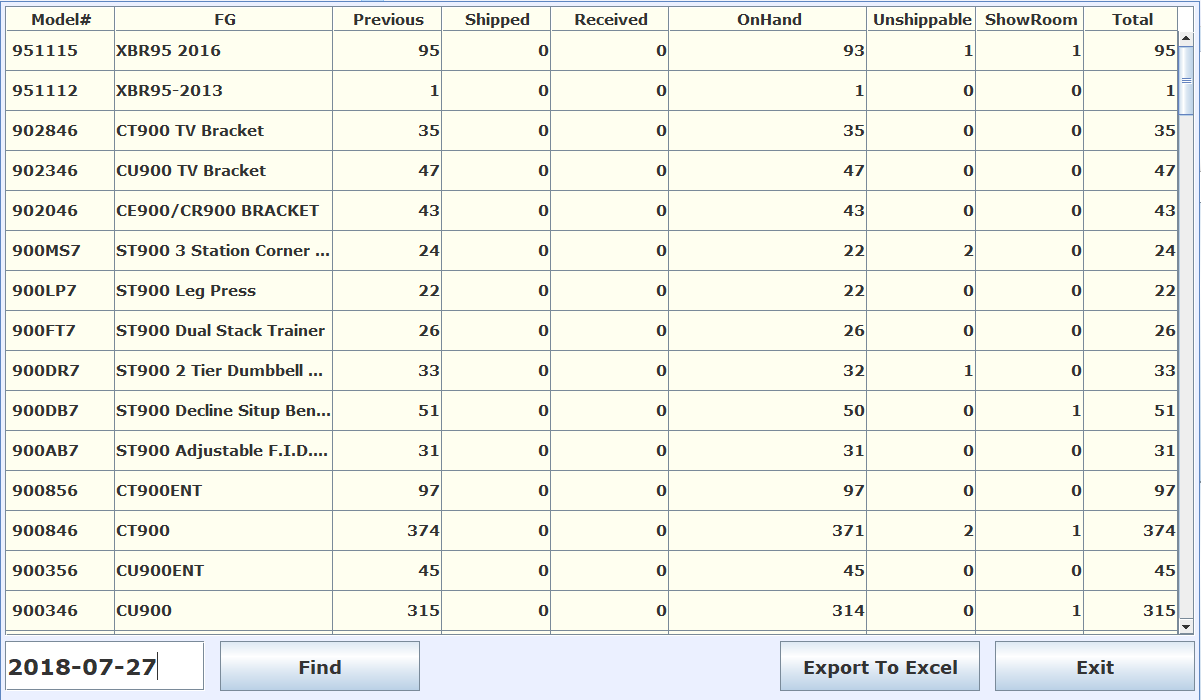 Model# FG Previous Shipped Received OnHand Unshippable ShowRoom Total
951115 XBR95 2016 95 0 0 93 1 1 95
951112 XBR95-2013 1 0 0 1 0 0 1
902846 CT900 TV Bracket 35 0 0 35 0 0 35
902346 CU900 TV Bracket 47 0 0 47 0 0 47
902046 CE900/CR900 BRACKET 43 0 0 43 0 0 43
900MS7 ST900 3 Station Corner ... 24 0 0 22 2 0 24
900LP7 ST900 Leg Press 22 0 0 22 0 0 22
900FT7 ST900 Dual Stack Trainer 26 0 0 26 0 0 26
900DR7 ST900 2 Tier Dumbbell ... 33 0 0 32 1 0 33
900DB7 ST900 Decline Situp Ben... 51 0 0 50 0 1 51
900AB7 ST900 Adjustable F.I.D.... 31 0 0 31 0 0 31
900856 CT900ENT 97 0 0 97 0 0 97
900846 CT900 374 0 0 371 2 1 374
900356 CU900ENT 45 0 0 45 0 0 45
900346 CU900 315 0 0 314 0 1 315
2018-07-27 Find Export To Excel Exit